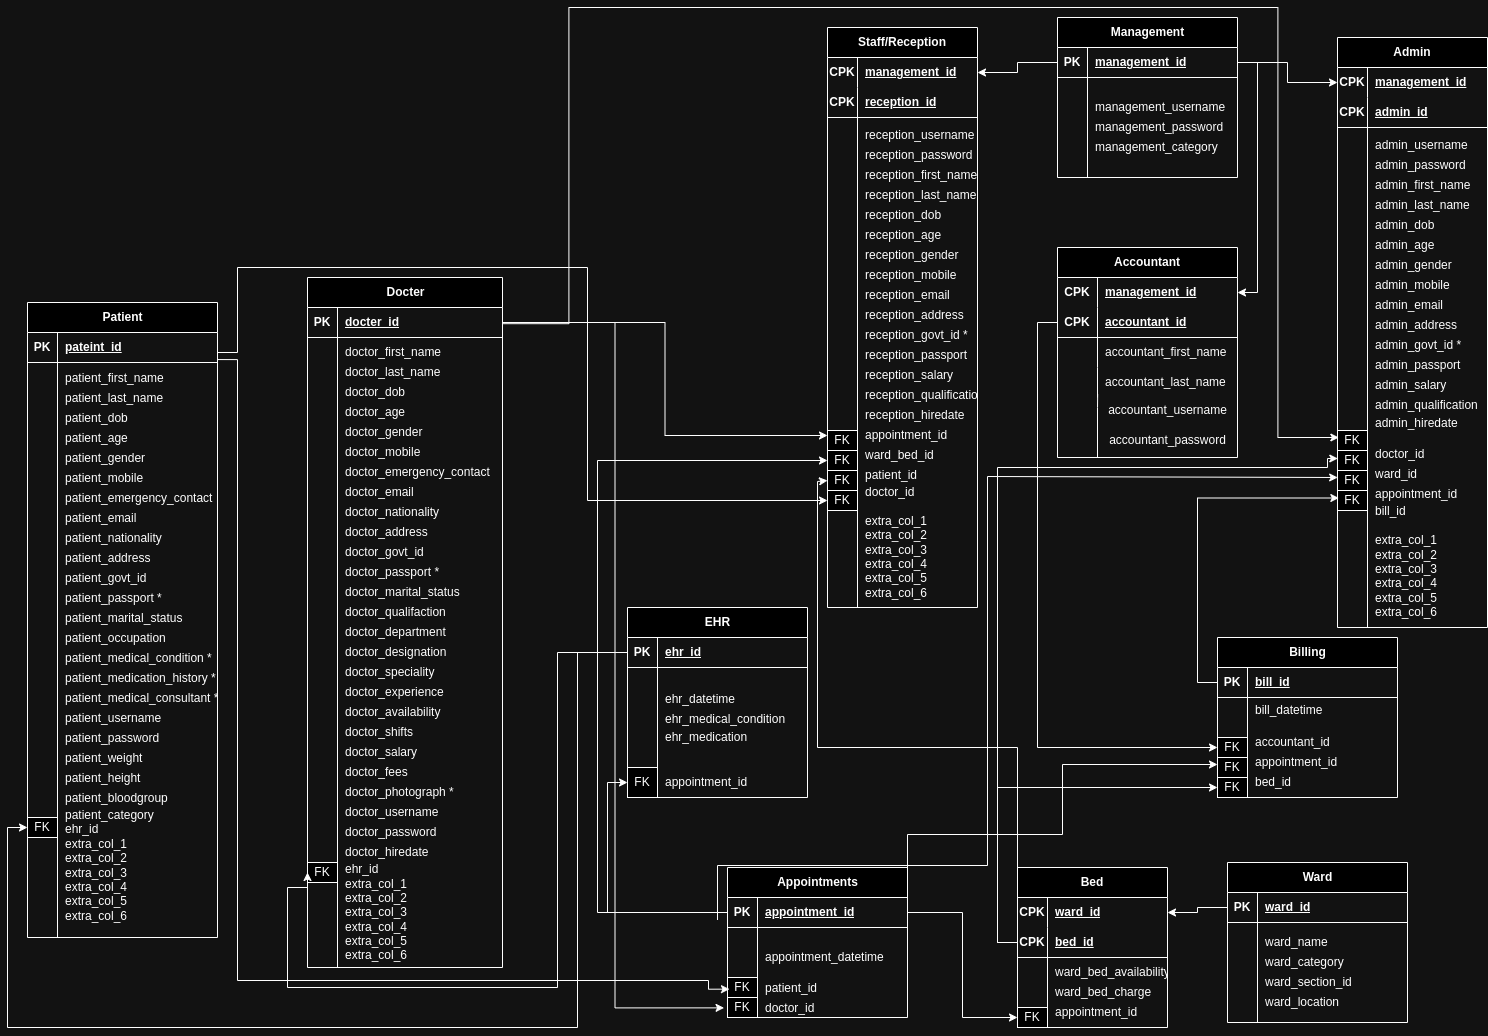 Staff/Reception
CPK management_id
CPK reception_id
reception_username
reception_password
reception_first_name
reception_last_name
reception_dob
reception_age
reception_gender
reception_mobile
reception_email
reception_address
reception_govt_id *
reception_passport
reception_salary
reception_qualificatio
reception_hiredate
FK appointment_id
FK ward_bed_id
FK patient_id
FK doctor_id
extra_col_1
extra_col_2
extra_col_3
extra_col_4
extra_col_5
extra_col_6
Management
PK management_id
management_username
management_password
management_category
Admin
CPK management_id
CPK admin_id
admin_username
admin_password
admin_first_name
admin_last_name
admin_dob
admin_age
admin_gender
admin_mobile
admin_email
admin_address
admin_govt_id *
admin_passport
admin_salary
admin_qualification
admin_hiredate
FK
FK doctor_id
FK ward_id
FK appointment_id
bill_id
extra_col_1
extra_col_2
extra_col_3
extra_col_4
extra_col_5
extra_col_6
Accountant
CPK management_id
CPK accountant_id
accountant_first_name
accountant_last_name
accountant_username
accountant_password
Patient
PK pateint_id
patient_first_name
patient_last_name
patient_dob
patient_age
patient_gender
patient_mobile
patient_emergency_contact
patient_email
patient_nationality
patient_address
patient_govt_id
patient_passport *
patient_marital_status
patient_occupation
patient_medical_condition *
patient_medication_history *
patient_medical_consultant *
patient_username
patient_password
patient_weight
patient_height
patient_bloodgroup
patient_category
FK ehr_id
extra_col_1
extra_col_2
extra_col_3
extra_col_4
extra_col_5
extra_col_6
Docter
PK docter_id
doctor_first_name
doctor_last_name
doctor_dob
doctor_age
doctor_gender
doctor_mobile
doctor_emergency_contact
doctor_email
doctor_nationality
doctor_address
doctor_govt_id
doctor_passport *
doctor_marital_status
doctor_qualifaction
doctor_department
doctor_designation
doctor_speciality
doctor_experience
doctor_availability
doctor_shifts
doctor_salary
doctor_fees
doctor_photograph *
doctor_username
doctor_password
doctor_hiredate
FK ehr_id
extra_col_1
extra_col_2
extra_col_3
extra_col_4
extra_col_5
extra_col_6
EHR
PK ehr_id
ehr_datetime
ehr_medical_condition
ehr_medication
FK appointment_id
Billing
PK bill_id
bill_datetime
FK accountant_id
FK appointment_id
FK bed_id
Appointments
PK appointment_id
appointment_datetime
FK patient_id
FK doctor_id
Bed
CPK ward_id
CPK bed_id
ward_bed_availability
ward_bed_charge
FK appointment_id
Ward
PK ward_id
ward_name
ward_category
ward_section_id
ward_location